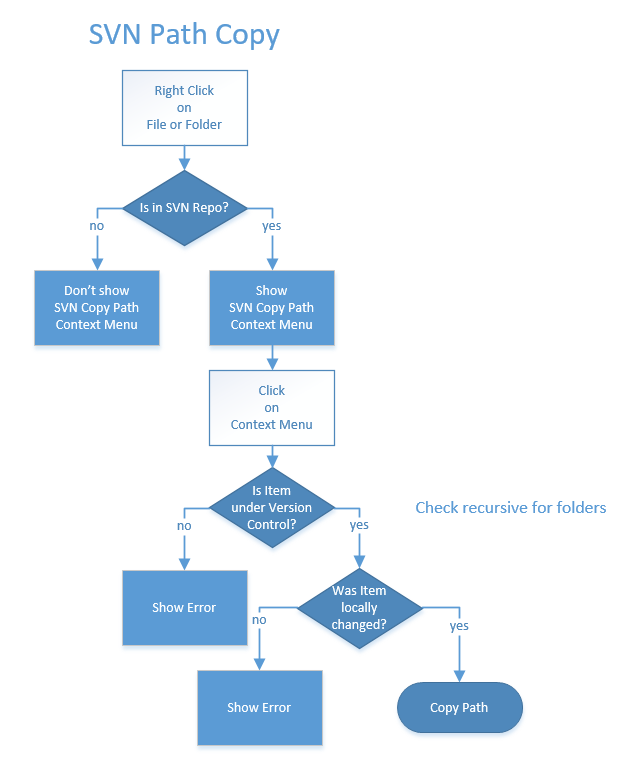 SVN Path Copy
Right Click
on
File or Folder
Is in SVN Repo?
no
yes
Don't show
SVN Copy Path
Context Menu
Show
SVN Copy Path
Context Menu
Click
on
Context Menu
Is Item
under Version
Control?
Check recursive for folders
no
yes
Show Error
Was Item
locally
changed?
no
yes
Show Error
Copy Path